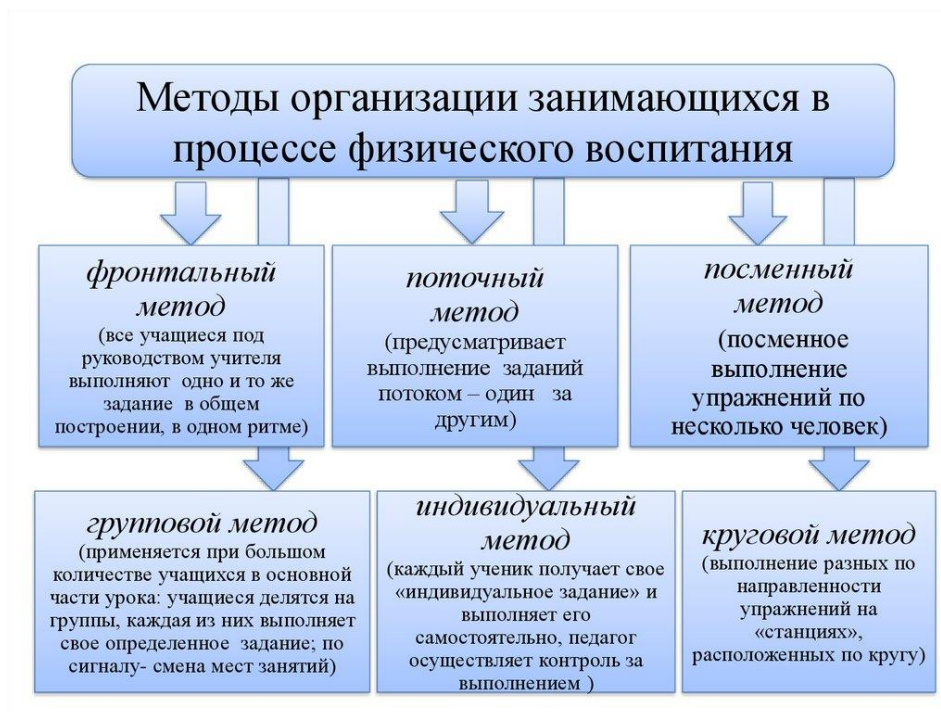 Методы организации занимающихся в
процессе физического воспитания
фронтальный
метод
(все учащиеся под
руководством учителя
выполняют одно и то же
задание в общем
построении, в одном ритме)
поточный
метод
(предусматривает
выполнение заданий
потоком – один за
другим)
посменный
метод
(посменное
выполнение
упражнений по
несколько человек)
групповой метод
(применяется при большом
количестве учащихся в основной
части урока: учащиеся делятся на
группы, каждая из них выполняет
свое определенное задание; по
сигналу- смена мест занятий)
индивидуальный
метод
(каждый ученик получает свое
«индивидуальное задание» и
выполняет его
самостоятельно, педагог
осуществляет контроль за
выполнением )
круговой метод
(выполнение разных по
направленности
упражнений на
«станциях»,
расположенных по кругу)